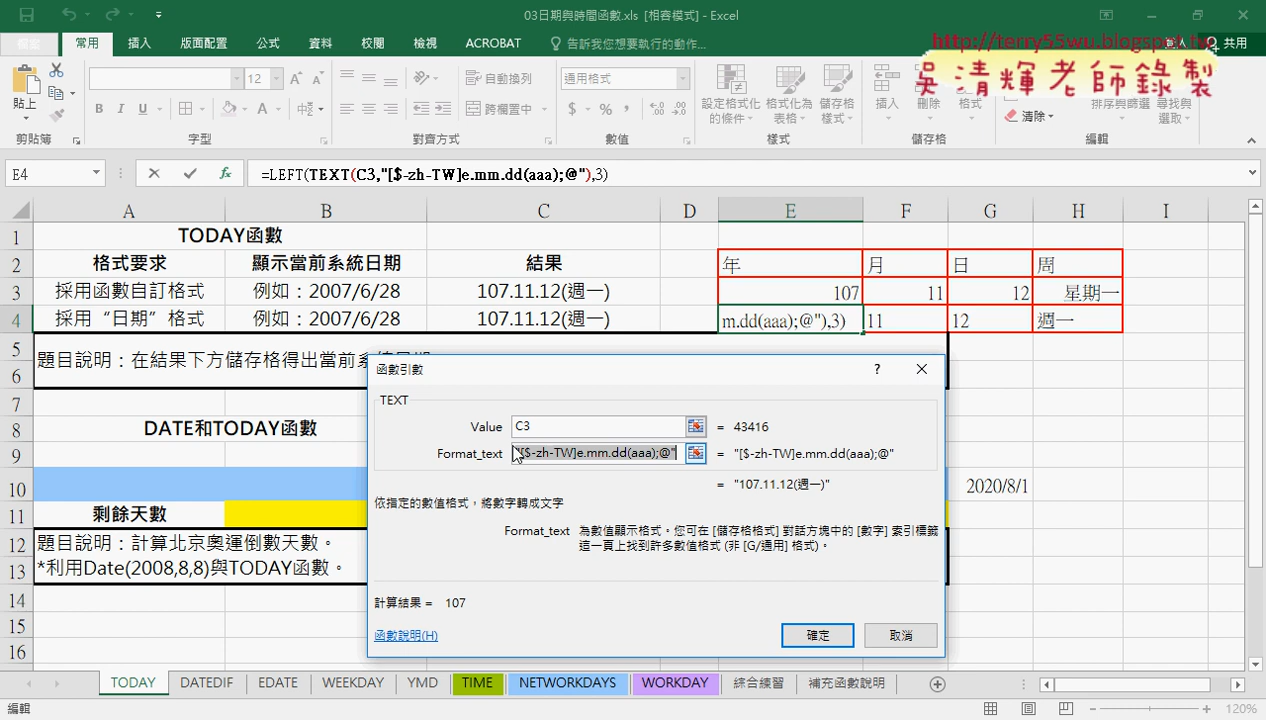 03日期與時間函數.xls [相容模式] - Excel
常用 插入 版面配置 公式 資料 校閱 檢視 ACROBAT 告訴我您想要執行的動作... 共用
http://terry55wu.blogspot.tw
吳清輝老師錄製
貼上 12 自動換列 通用格式 設定格式化的條件 格式化為表格 儲存格樣式 插入 刪除 格式 清除 排序與篩選 尋找與選取
跨欄置中
剪貼簿 字型 對齊方式 數值 樣式 儲存格 編輯
E4 =LEFT(TEXT(C3,"[$-zh-TW]e.mm.dd(aaa);@"),3)
A B C D E F G H I
1 TODAY函數
2 格式要求 顯示當前系統日期 結果 年 月 日 周
3 採用函數自訂格式 例如：2007/6/28 107.11.12(週一) 107 11 12 星期一
4 採用“日期”格式 例如：2007/6/28 107.11.12(週一) m.dd(aaa);@"),3) 11 12 週一
5 題目說明：在結果下方儲存格得出當前系統日期
6
7
8 DATE和TODAY函數
9
10 2020/8/1
11 剩餘天數
12 題目說明：計算北京奧運倒數天數。
13 *利用Date(2008,8,8)與TODAY函數。
14
15
16
函數引數 ?
TEXT
Value C3 = 43416
Format_text "[$-zh-TW]e.mm.dd(aaa);@" = "[$-zh-TW]e.mm.dd(aaa);@"
= "107.11.12(週一)"
依指定的數值格式，將數字轉成文字
Format_text 為數值顯示格式。您可在 [儲存格格式] 對話方塊中的 [數字] 索引標籤
這一頁上找到許多數值格式 (非 [G/通用] 格式)。
計算結果 = 107
函數說明(H) 確定 取消
TODAY DATEDIF EDATE WEEKDAY YMD TIME NETWORKDAYS WORKDAY 綜合練習 補充函數說明
編輯 120%